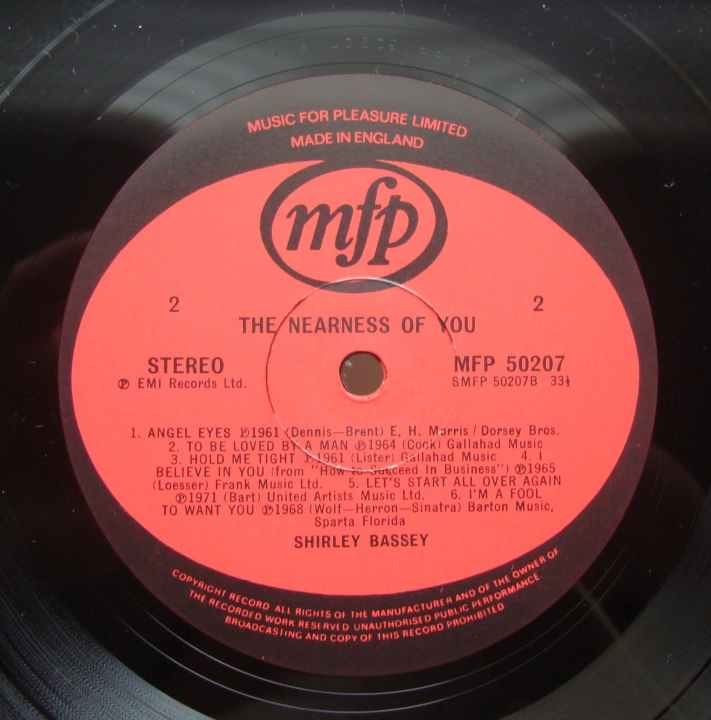 MUSIC FOR PLEASURE LIMITED
MADE IN ENGLAND
mfp
2 2
THE NEARNESS OF YOU
STEREO MFP 50207
℗ EMI Records Ltd. SMFP 50207B 33⅓
1. ANGEL EYES ℗1961 (Dennis—Brent) E, H. Morris / Dorsey Bros.
2. TO BE LOVED BY A MAN ℗1964 (Cock) Gallahad Music
3. HOLD ME TIGHT ℗1961 (Lister) Gallahad Music 4. I
BELIEVE IN YOU (from "How to Succeed In Business") ℗1965
(Loesser) Frank Music Ltd. 5. LET'S START ALL OVER AGAIN
℗1971 (Bart) United Artists Music Ltd. 6. I'M A FOOL
TO WANT YOU ℗1968 (Wolf—Herron—Sinatra) Barton Music,
Sparta Florida
SHIRLEY BASSEY
COPYRIGHT RECORD ALL RIGHTS OF THE MANUFACTURER AND OF THE OWNER OF
THE RECORDED WORK RESERVED UNAUTHORISED PUBLIC PERFORMANCE
BROADCASTING AND COPY OF THIS RECORD PROHIBITED